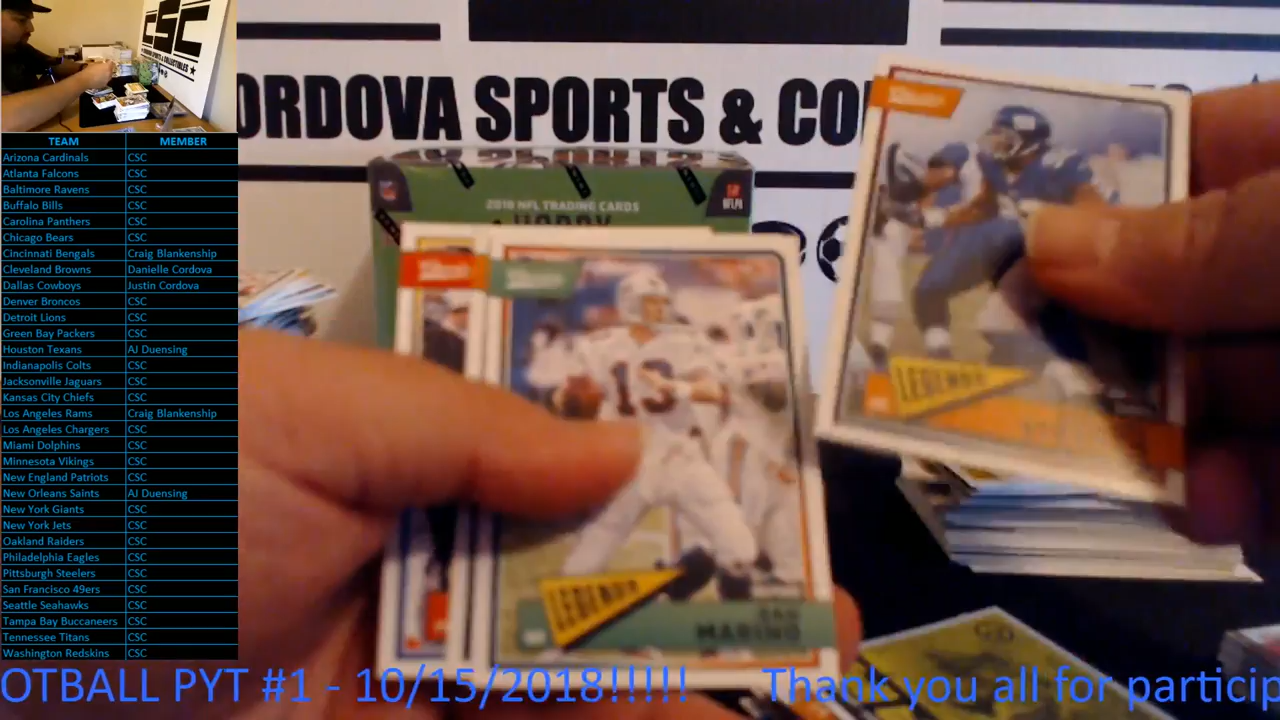 CSC
TEAM MEMBER
Arizona Cardinals CSC
Atlanta Falcons CSC
Baltimore Ravens CSC
Buffalo Bills CSC
Carolina Panthers CSC
Chicago Bears CSC
Cincinnati Bengals Craig Blankenship
Cleveland Browns Danielle Cordova
Dallas Cowboys Justin Cordova
Denver Broncos CSC
Detroit Lions CSC
Green Bay Packers CSC
Houston Texans AJ Duensing
Indianapolis Colts CSC
Jacksonville Jaguars CSC
Kansas City Chiefs CSC
Los Angeles Rams Craig Blankenship
Los Angeles Chargers CSC
Miami Dolphins CSC
Minnesota Vikings CSC
New England Patriots CSC
New Orleans Saints AJ Duensing
New York Giants CSC
New York Jets CSC
Oakland Raiders CSC
Philadelphia Eagles CSC
Pittsburgh Steelers CSC
San Francisco 49ers CSC
Seattle Seahawks CSC
Tampa Bay Buccaneers CSC
Tennessee Titans CSC
Washington Redskins CSC
ORDOVA SPORTS & CO
2018 NFL TRADING CARDS
HOBBY
NFLPA
Classics
Classics
Classics
LEGENDS
13
LEGENDS
DAN
MARINO
OTBALL PYT #1 - 10/15/2018!!!!! Thank you all for particip